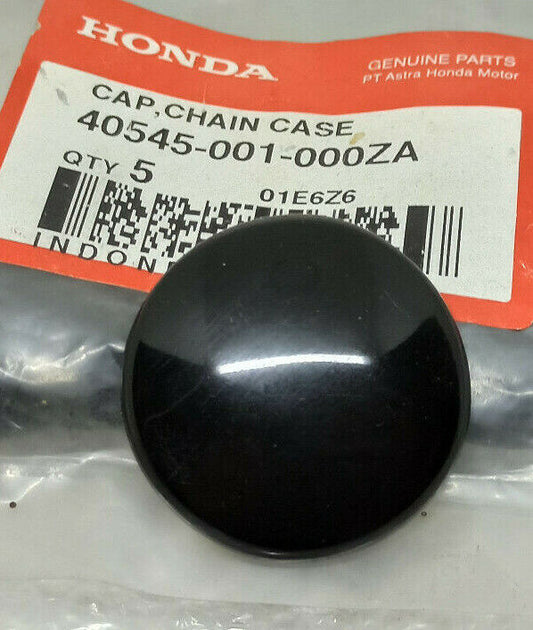 HONDA
GENUINE PARTS
PT Astra Honda Motor
CAP,CHAIN CASE
40545-001-000ZA
QTY 5
01E6Z6
INDON